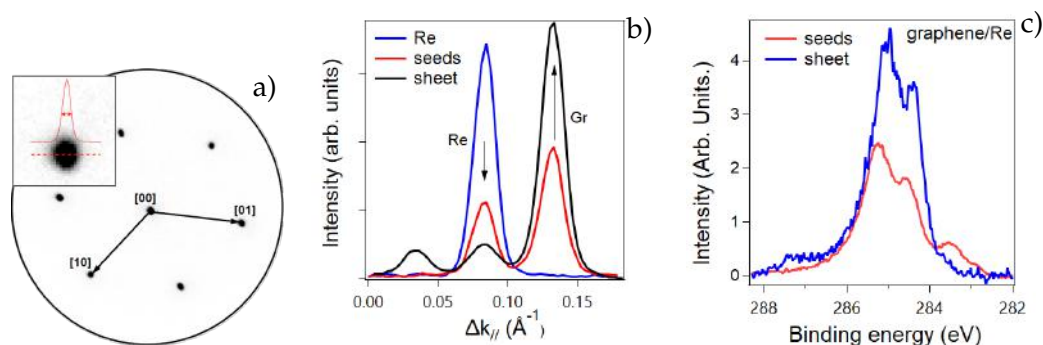 a)
[00]
[01]
[10]
b)
Re
seeds
sheet
Re
Gr
Intensity (arb. units)
0.00
0.05
0.10
0.15
Δk// (Å⁻¹)
c)
graphene/Re
seeds
sheet
4
3
2
1
0
Intensity (Arb. Units.)
288
286
284
282
Binding energy (eV)